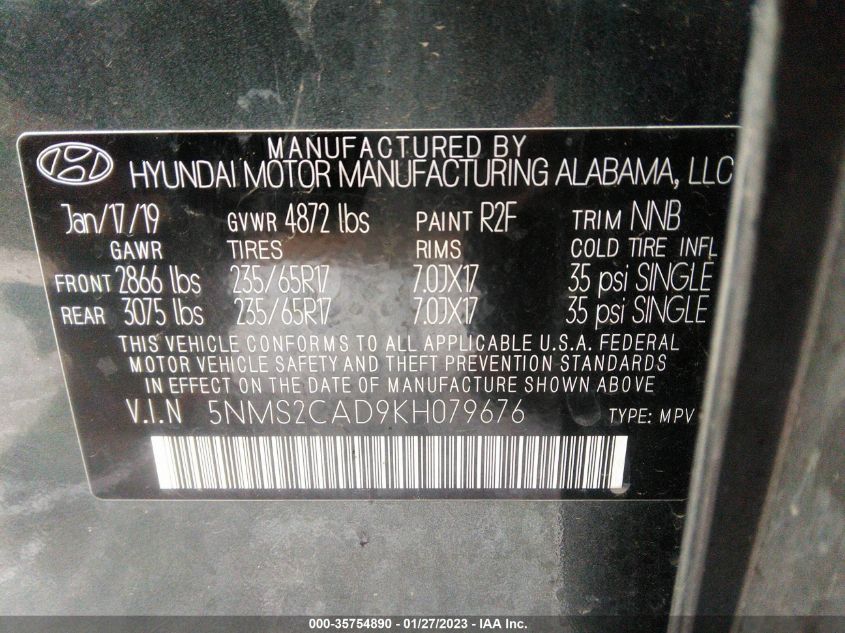 MANUFACTURED BY
HYUNDAI MOTOR MANUFACTURING ALABAMA, LLC
Jan/17/19 GVWR 4872 lbs PAINT R2F TRIM NNB
GAWR TIRES RIMS COLD TIRE INFL
FRONT 2866 lbs 235/65R17 7.0JX17 35 psi SINGLE
REAR 3075 lbs 235/65R17 7.0JX17 35 psi SINGLE
THIS VEHICLE CONFORMS TO ALL APPLICABLE U.S.A. FEDERAL
MOTOR VEHICLE SAFETY AND THEFT PREVENTION STANDARDS
IN EFFECT ON THE DATE OF MANUFACTURE SHOWN ABOVE
V.I.N 5NMS2CAD9KH079676 TYPE: MPV
000-35754890 - 01/27/2023 - IAA Inc.